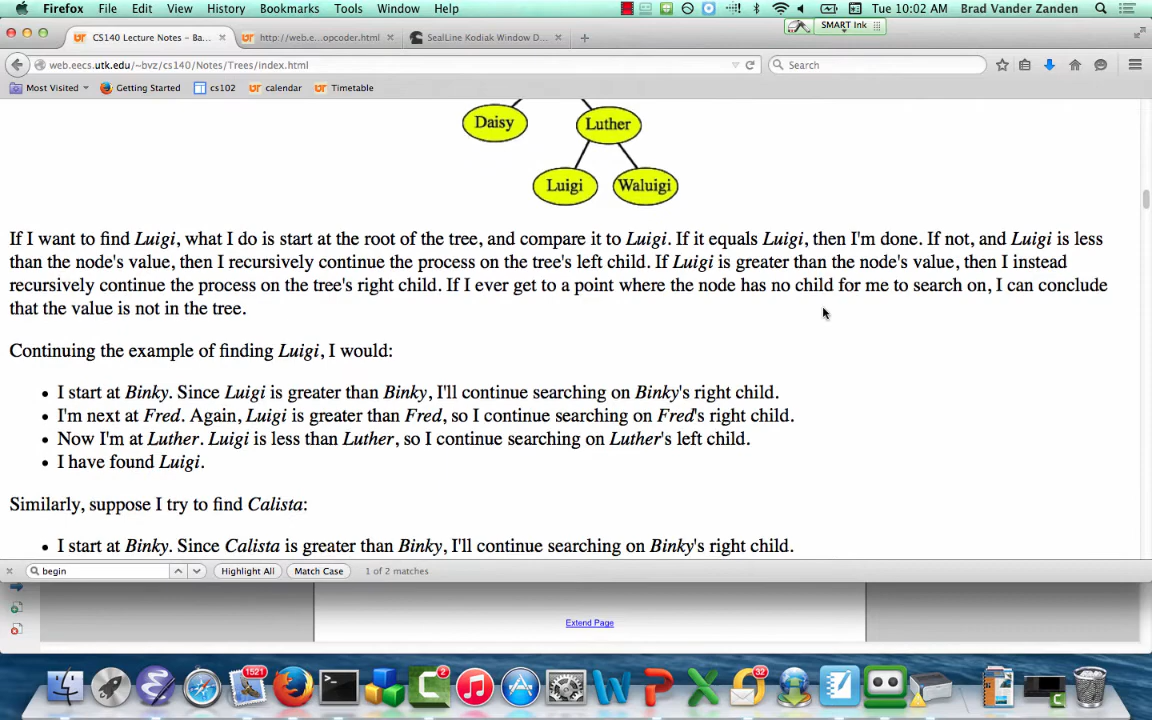 Firefox File Edit View History Bookmarks Tools Window Help Tue 10:02 AM Brad Vander Zanden
SMART Ink
CS140 Lecture Notes – Ba... http://web.e...opcoder.html SealLine Kodiak Window D...
web.eecs.utk.edu/~bvz/cs140/Notes/Trees/index.html Search
Most Visited Getting Started cs102 calendar Timetable
Daisy Luther
Luigi Waluigi
If I want to find Luigi, what I do is start at the root of the tree, and compare it to Luigi. If it equals Luigi, then I'm done. If not, and Luigi is less
than the node's value, then I recursively continue the process on the tree's left child. If Luigi is greater than the node's value, then I instead
recursively continue the process on the tree's right child. If I ever get to a point where the node has no child for me to search on, I can conclude
that the value is not in the tree.
Continuing the example of finding Luigi, I would:
• I start at Binky. Since Luigi is greater than Binky, I'll continue searching on Binky's right child.
• I'm next at Fred. Again, Luigi is greater than Fred, so I continue searching on Fred's right child.
• Now I'm at Luther. Luigi is less than Luther, so I continue searching on Luther's left child.
• I have found Luigi.
Similarly, suppose I try to find Calista:
• I start at Binky. Since Calista is greater than Binky, I'll continue searching on Binky's right child.
begin Highlight All Match Case 1 of 2 matches
Extend Page
1521
32